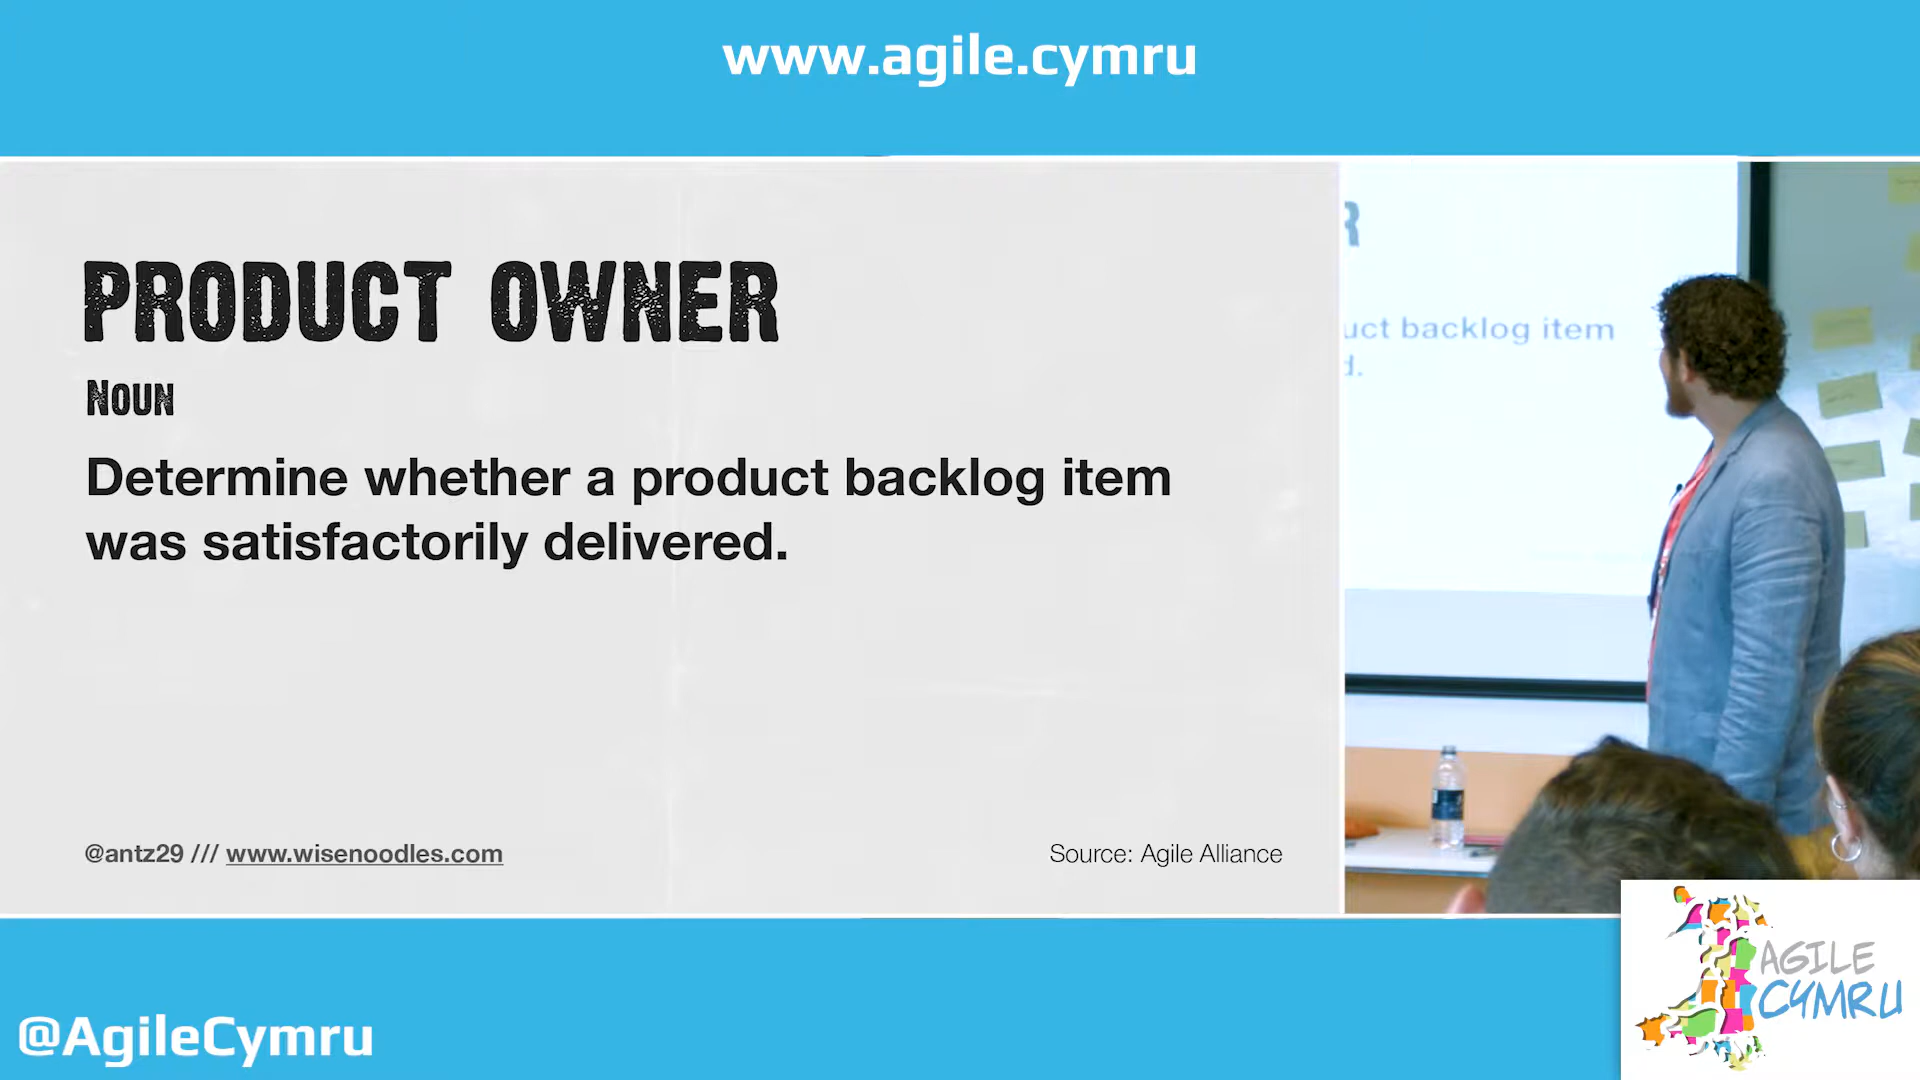 www.agile.cymru
PRODUCT OWNER
NOUN
Determine whether a product backlog item
was satisfactorily delivered.
@antz29 /// www.wisenoodles.com
Source: Agile Alliance
R
uct backlog item
d.
@AgileCymru
AGILE
CYMRU